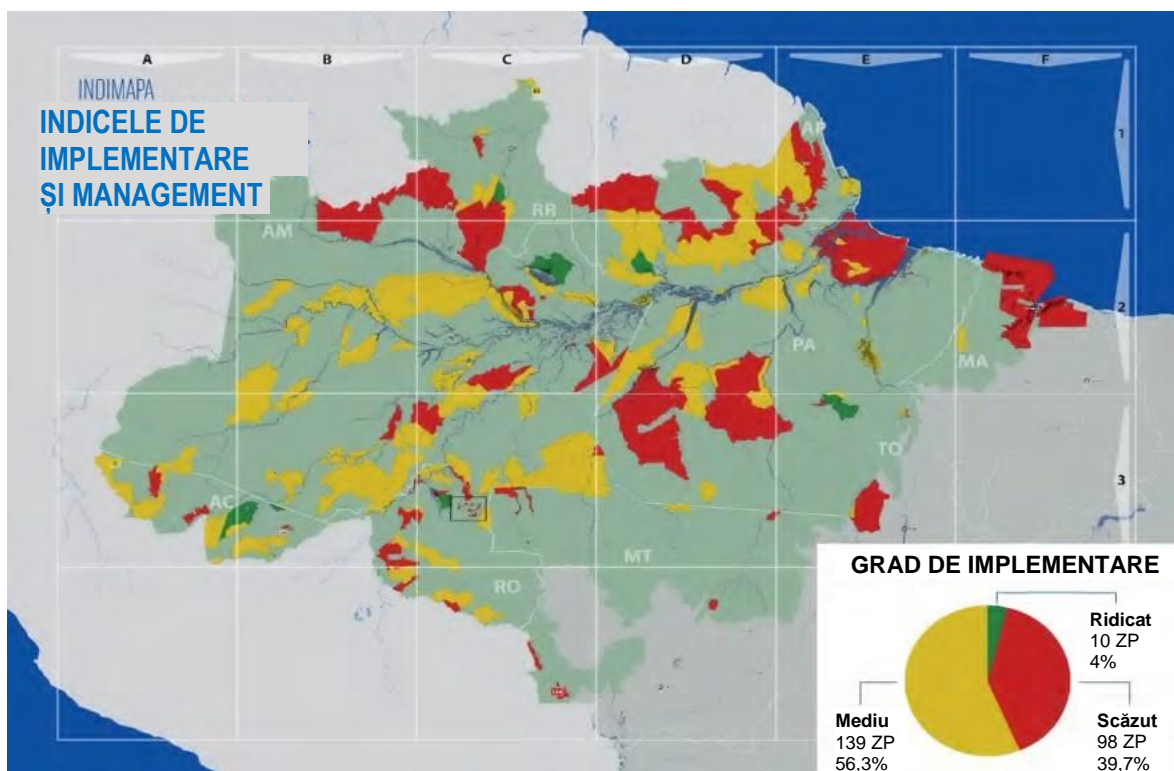 A B C D E F
INDIMAPA
INDICELE DE
IMPLEMENTARE
ȘI MANAGEMENT
1
2
3
AP
RR
AM
PA
MA
TO
AC
MT
RO
GRAD DE IMPLEMENTARE
Ridicat
10 ZP
4%
Mediu
139 ZP
56,3%
Scăzut
98 ZP
39,7%